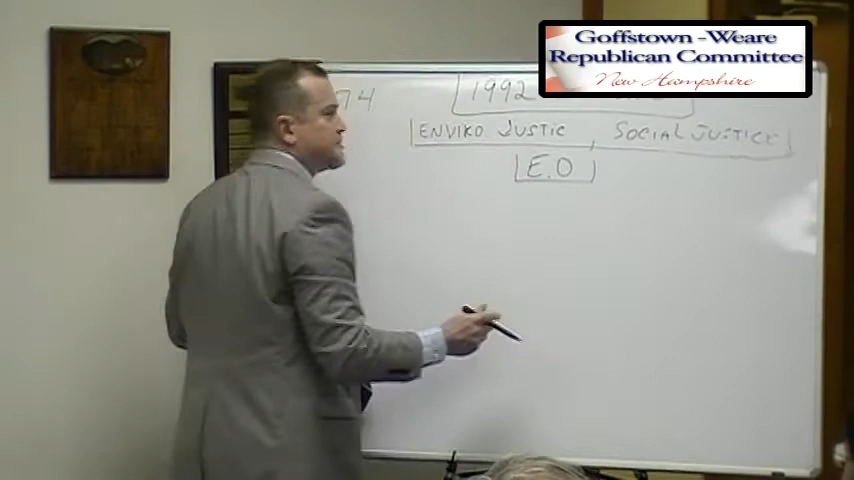 Goffstown - Weare
Republican Committee
New Hampshire
74 1992
ENVIRO JUSTIC, SOCIAL JUSTICE
E.O